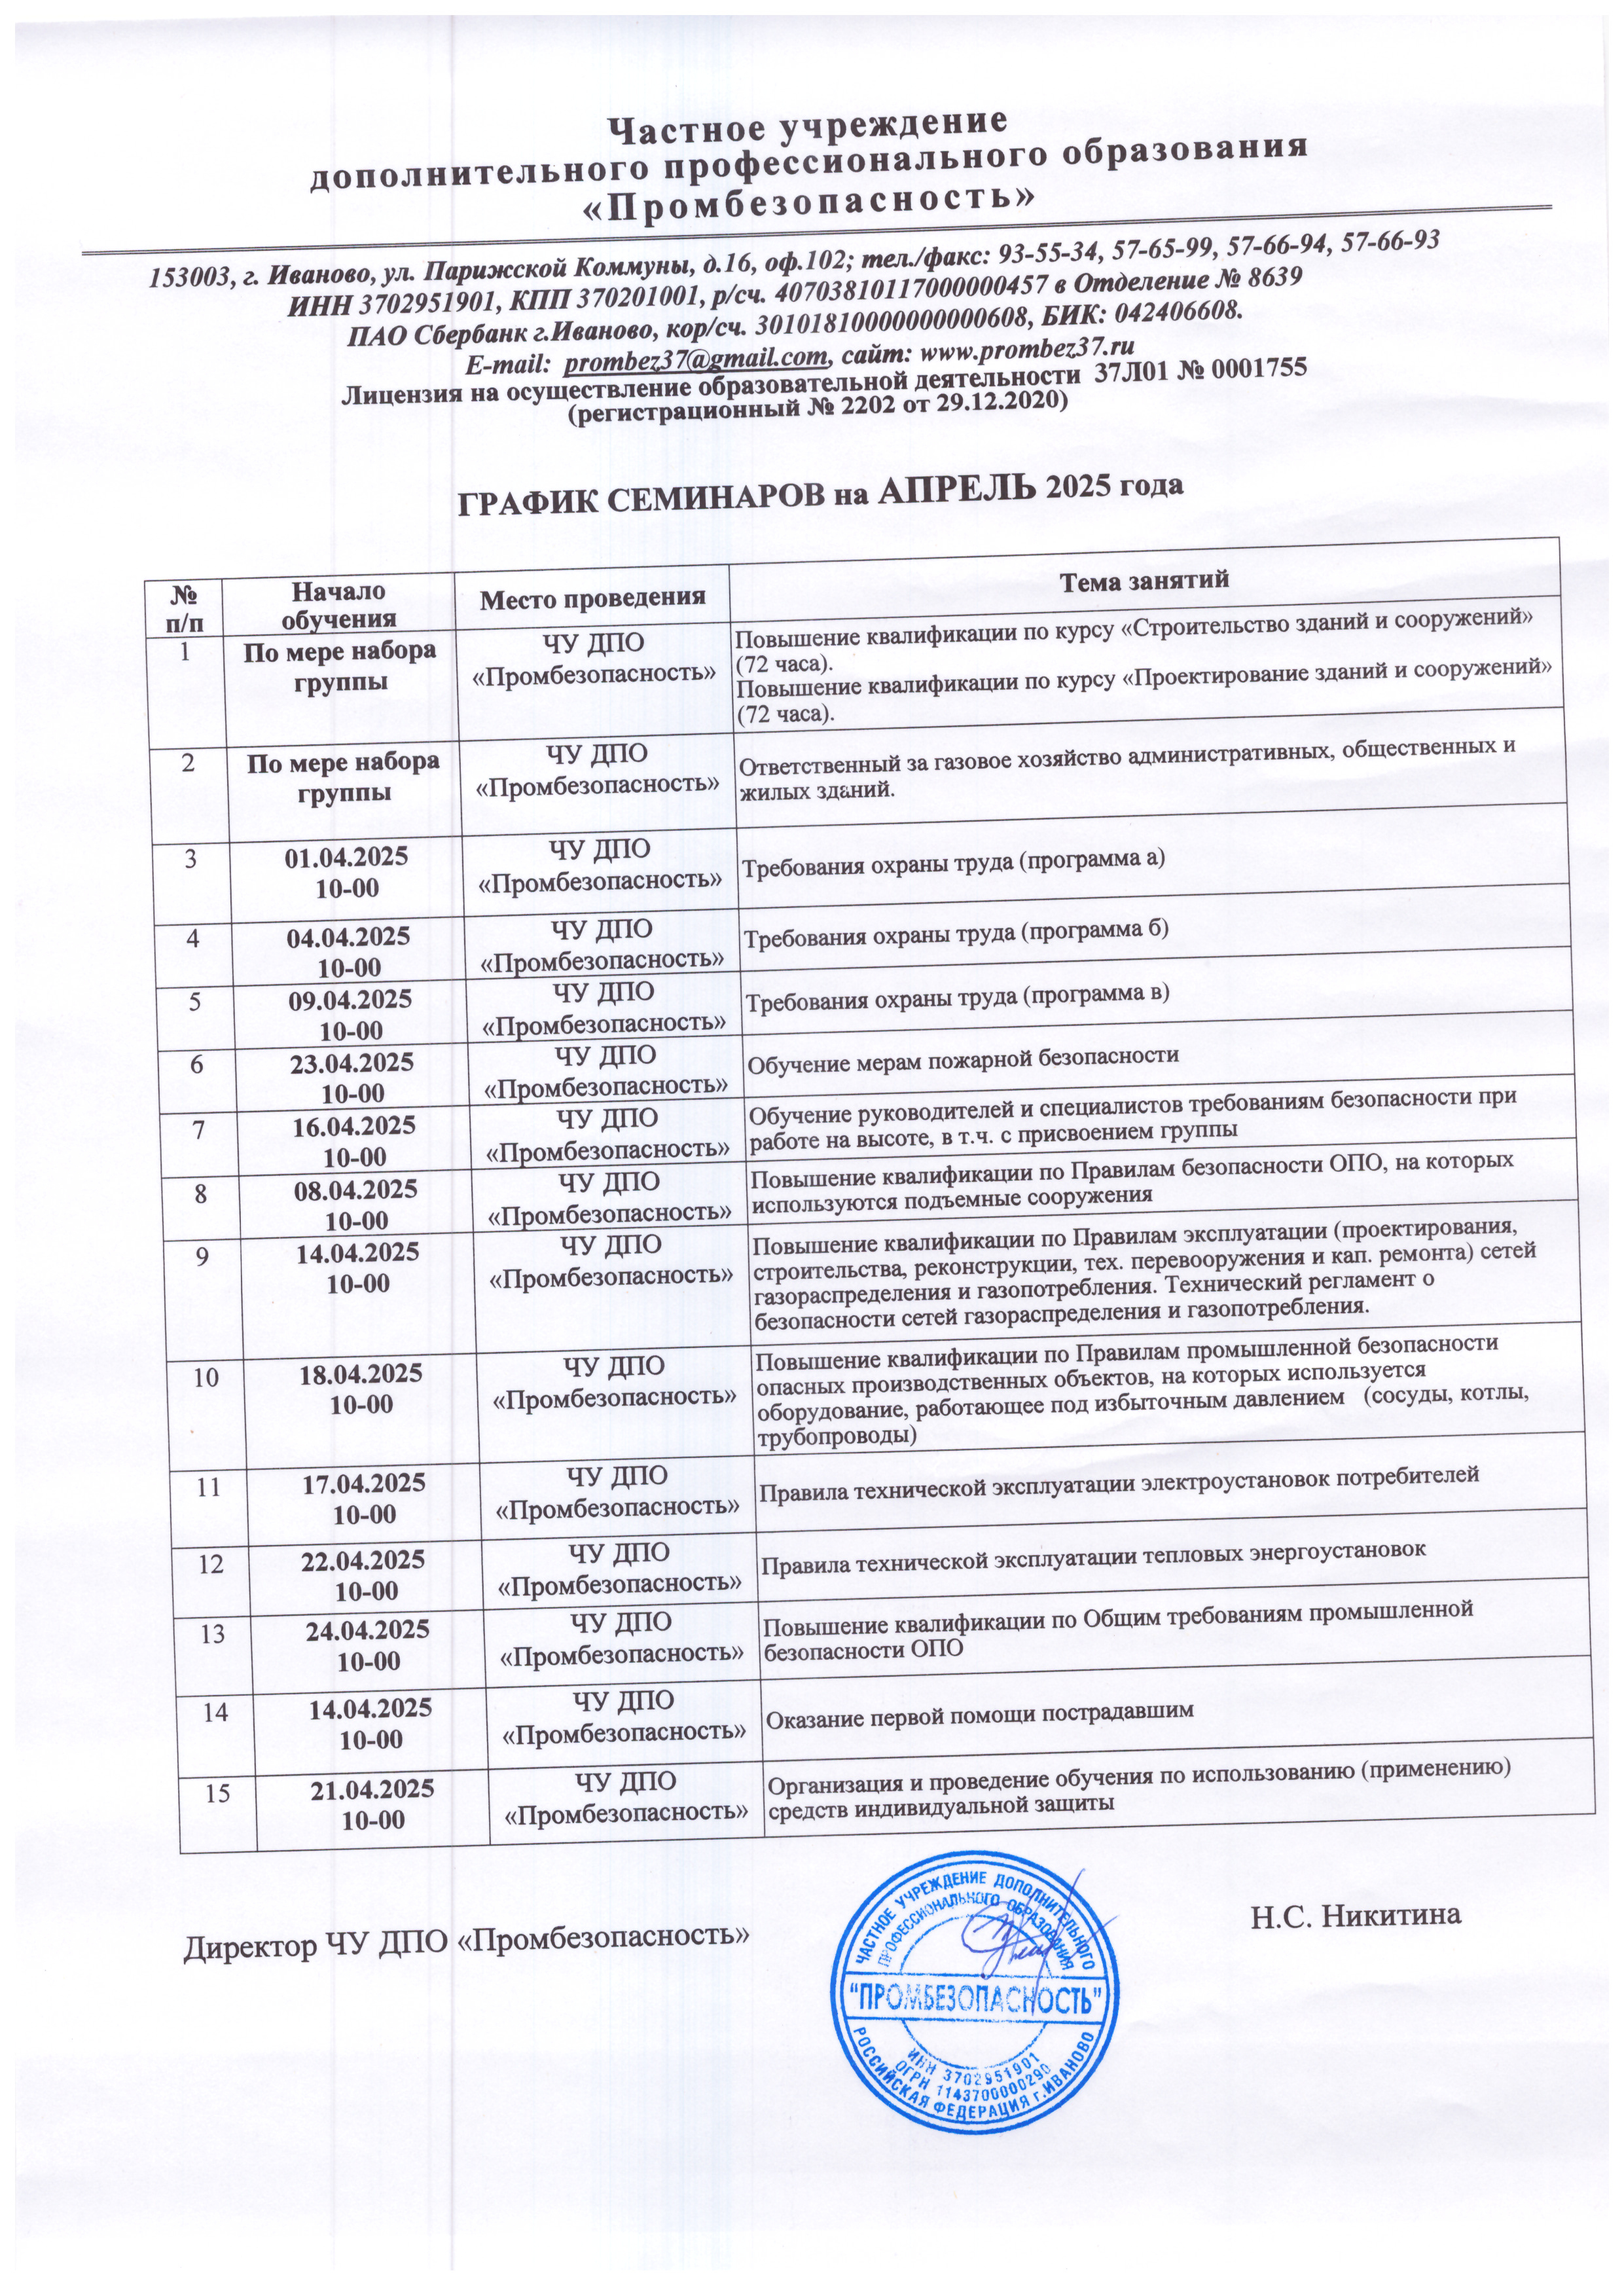 Частное учреждение
дополнительного профессионального образования
«Промбезопасность»
153003, г. Иваново, ул. Парижской Коммуны, д.16, оф.102; тел./факс: 93-55-34, 57-65-99, 57-66-94, 57-66-93
ИНН 3702951901, КПП 370201001, р/сч. 40703810117000000457 в Отделение № 8639
ПАО Сбербанк г.Иваново, кор/сч. 30101810000000000608, БИК: 042406608.
E-mail: prombez37@gmail.com, сайт: www.prombez37.ru
Лицензия на осуществление образовательной деятельности 37Л01 № 0001755
(регистрационный № 2202 от 29.12.2020)
ГРАФИК СЕМИНАРОВ на АПРЕЛЬ 2025 года
№
п/п
Начало
обучения
Место проведения
Тема занятий
1
По мере набора
группы
ЧУ ДПО
«Промбезопасность»
Повышение квалификации по курсу «Строительство зданий и сооружений»
(72 часа).
Повышение квалификации по курсу «Проектирование зданий и сооружений»
(72 часа).
2
По мере набора
группы
ЧУ ДПО
«Промбезопасность»
Ответственный за газовое хозяйство административных, общественных и
жилых зданий.
3
01.04.2025
10-00
ЧУ ДПО
«Промбезопасность»
Требования охраны труда (программа а)
4
04.04.2025
10-00
ЧУ ДПО
«Промбезопасность»
Требования охраны труда (программа б)
5
09.04.2025
10-00
ЧУ ДПО
«Промбезопасность»
Требования охраны труда (программа в)
6
23.04.2025
10-00
ЧУ ДПО
«Промбезопасность»
Обучение мерам пожарной безопасности
7
16.04.2025
10-00
ЧУ ДПО
«Промбезопасность»
Обучение руководителей и специалистов требованиям безопасности при
работе на высоте, в т.ч. с присвоением группы
8
08.04.2025
10-00
ЧУ ДПО
«Промбезопасность»
Повышение квалификации по Правилам безопасности ОПО, на которых
используются подъемные сооружения
9
14.04.2025
10-00
ЧУ ДПО
«Промбезопасность»
Повышение квалификации по Правилам эксплуатации (проектирования,
строительства, реконструкции, тех. перевооружения и кап. ремонта) сетей
газораспределения и газопотребления. Технический регламент о
безопасности сетей газораспределения и газопотребления.
10
18.04.2025
10-00
ЧУ ДПО
«Промбезопасность»
Повышение квалификации по Правилам промышленной безопасности
опасных производственных объектов, на которых используется
оборудование, работающее под избыточным давлением (сосуды, котлы,
трубопроводы)
11
17.04.2025
10-00
ЧУ ДПО
«Промбезопасность»
Правила технической эксплуатации электроустановок потребителей
12
22.04.2025
10-00
ЧУ ДПО
«Промбезопасность»
Правила технической эксплуатации тепловых энергоустановок
13
24.04.2025
10-00
ЧУ ДПО
«Промбезопасность»
Повышение квалификации по Общим требованиям промышленной
безопасности ОПО
14
14.04.2025
10-00
ЧУ ДПО
«Промбезопасность»
Оказание первой помощи пострадавшим
15
21.04.2025
10-00
ЧУ ДПО
«Промбезопасность»
Организация и проведение обучения по использованию (применению)
средств индивидуальной защиты
Директор ЧУ ДПО «Промбезопасность»
Н.С. Никитина
ЧАСТНОЕ УЧРЕЖДЕНИЕ ДОПОЛНИТЕЛЬНОГО
ПРОФЕССИОНАЛЬНОГО ОБРАЗОВАНИЯ
"ПРОМБЕЗОПАСНОСТЬ"
ИНН 3702951901
ОГРН 1143700000290
РОССИЙСКАЯ ФЕДЕРАЦИЯ г.ИВАНОВО